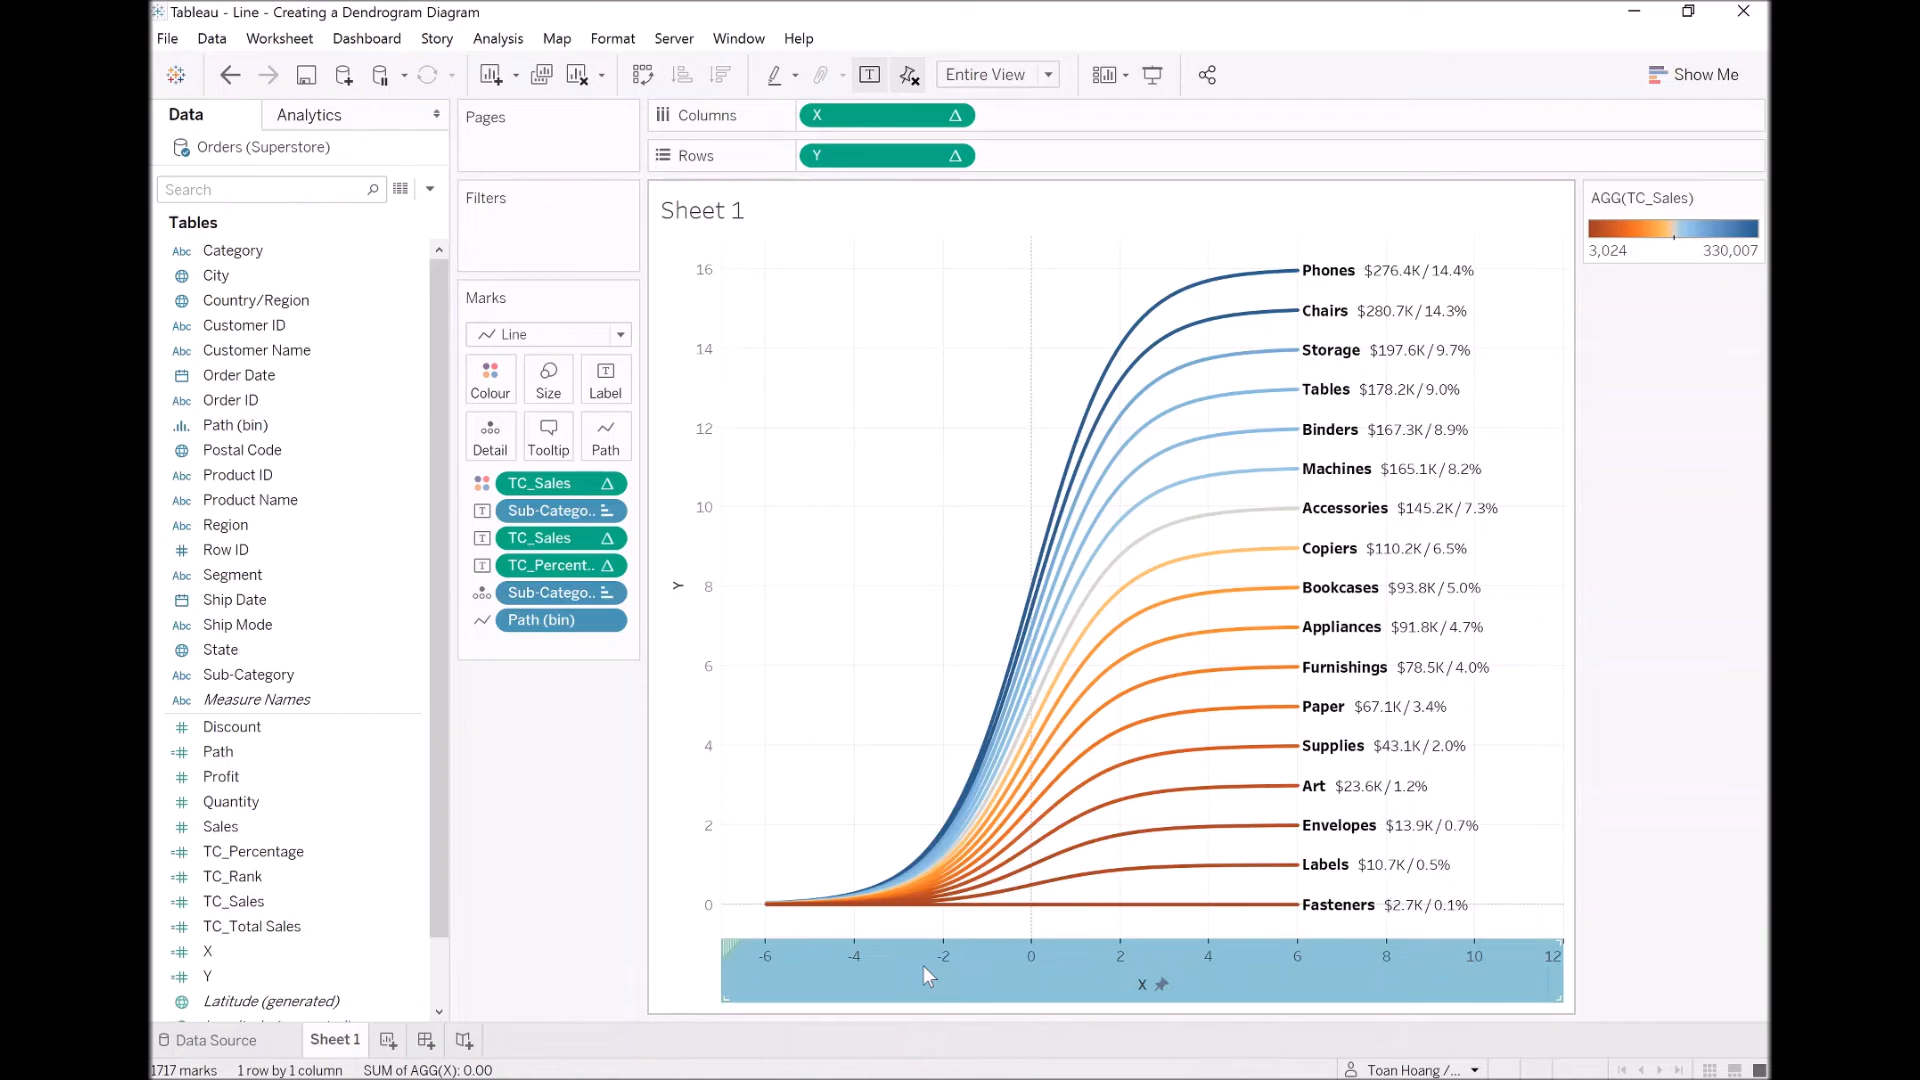 Tableau - Line - Creating a Dendrogram Diagram
File Data Worksheet Dashboard Story Analysis Map Format Server Window Help
Entire View
Show Me
Data Analytics
Orders (Superstore)
Search
Tables
Abc Category
City
Country/Region
Abc Customer ID
Abc Customer Name
Order Date
Abc Order ID
Path (bin)
Postal Code
Abc Product ID
Abc Product Name
Abc Region
# Row ID
Abc Segment
Ship Date
Abc Ship Mode
State
Abc Sub-Category
Abc Measure Names
# Discount
=# Path
# Profit
# Quantity
# Sales
=# TC_Percentage
=# TC_Rank
=# TC_Sales
=# TC_Total Sales
=# X
=# Y
Latitude (generated)
Pages
Filters
Marks
Line
Colour Size Label
Detail Tooltip Path
TC_Sales
Sub-Catego..
TC_Sales
TC_Percent..
Sub-Catego..
Path (bin)
Columns X
Rows Y
Sheet 1
16
14
12
10
8
6
4
2
0
Y
Phones $276.4K / 14.4%
Chairs $280.7K / 14.3%
Storage $197.6K / 9.7%
Tables $178.2K / 9.0%
Binders $167.3K / 8.9%
Machines $165.1K / 8.2%
Accessories $145.2K / 7.3%
Copiers $110.2K / 6.5%
Bookcases $93.8K / 5.0%
Appliances $91.8K / 4.7%
Furnishings $78.5K / 4.0%
Paper $67.1K / 3.4%
Supplies $43.1K / 2.0%
Art $23.6K / 1.2%
Envelopes $13.9K / 0.7%
Labels $10.7K / 0.5%
Fasteners $2.7K / 0.1%
-6 -4 -2 0 2 4 6 8 10 12
X
AGG(TC_Sales)
3,024 330,007
Data Source Sheet 1
1717 marks 1 row by 1 column SUM of AGG(X): 0.00
Toan Hoang /...